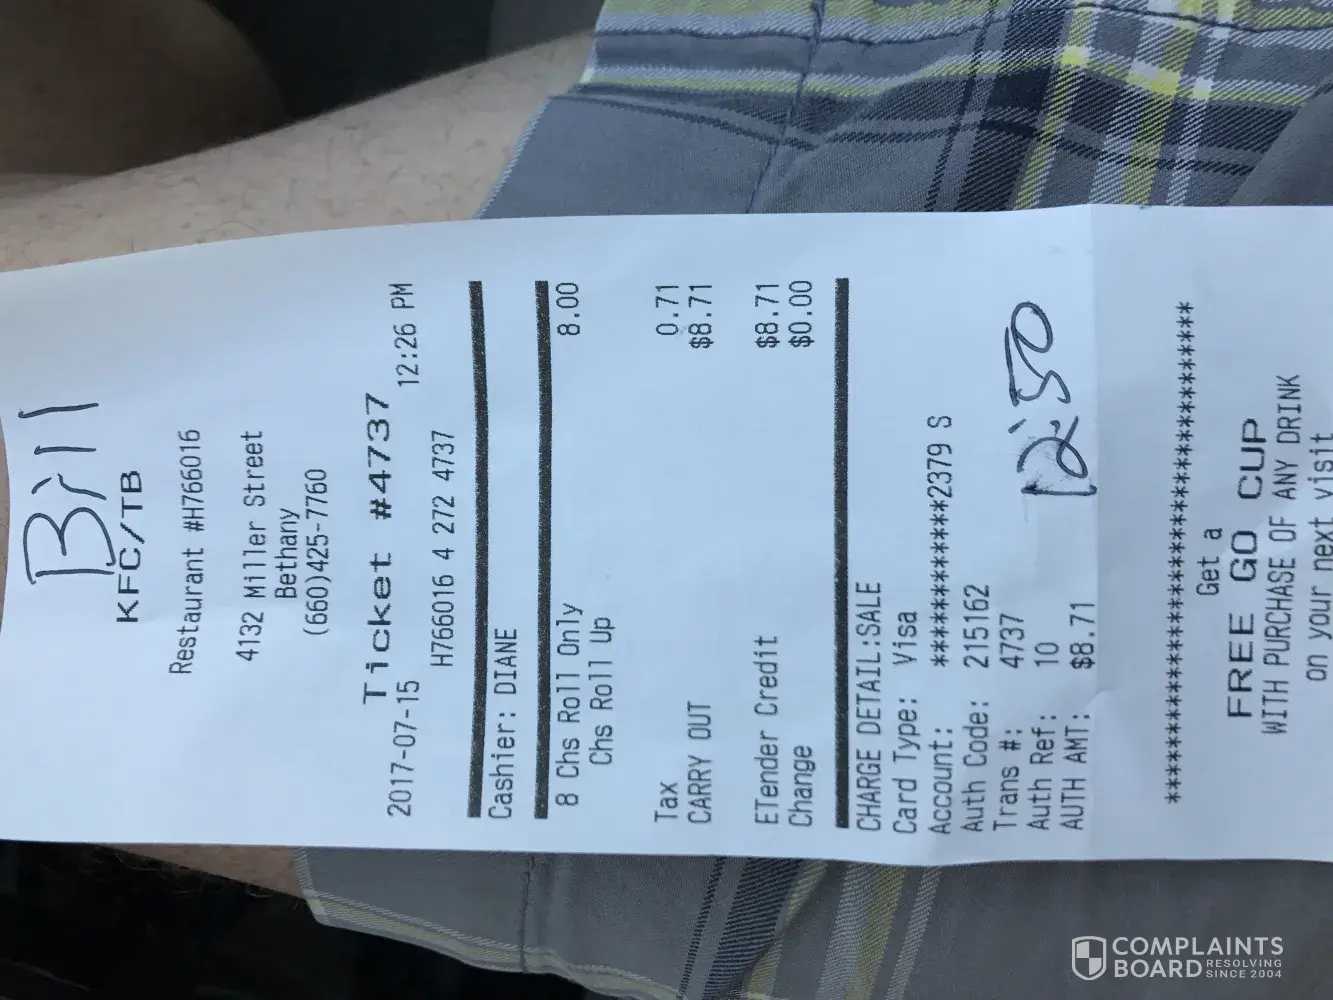 Bill
KFC/TB
Restaurant #H766016
4132 Miller Street
Bethany
(660)425-7760
Ticket #4737
2017-07-15 12:26 PM
H766016 4 272 4737
Cashier: DIANE
8 Chs Roll Only 8.00
Chs Roll Up
Tax 0.71
CARRY OUT $8.71
ETender Credit $8.71
Change $0.00
CHARGE DETAIL:SALE
Card Type: Visa
Account: ************2379 S
Auth Code: 215162
Trans #: 4737
Auth Ref: 10
AUTH AMT: $8.71
12:50
****************************************
Get a
FREE GO CUP
WITH PURCHASE OF ANY DRINK
on your next visit
COMPLAINTS
BOARD RESOLVING
SINCE 2004